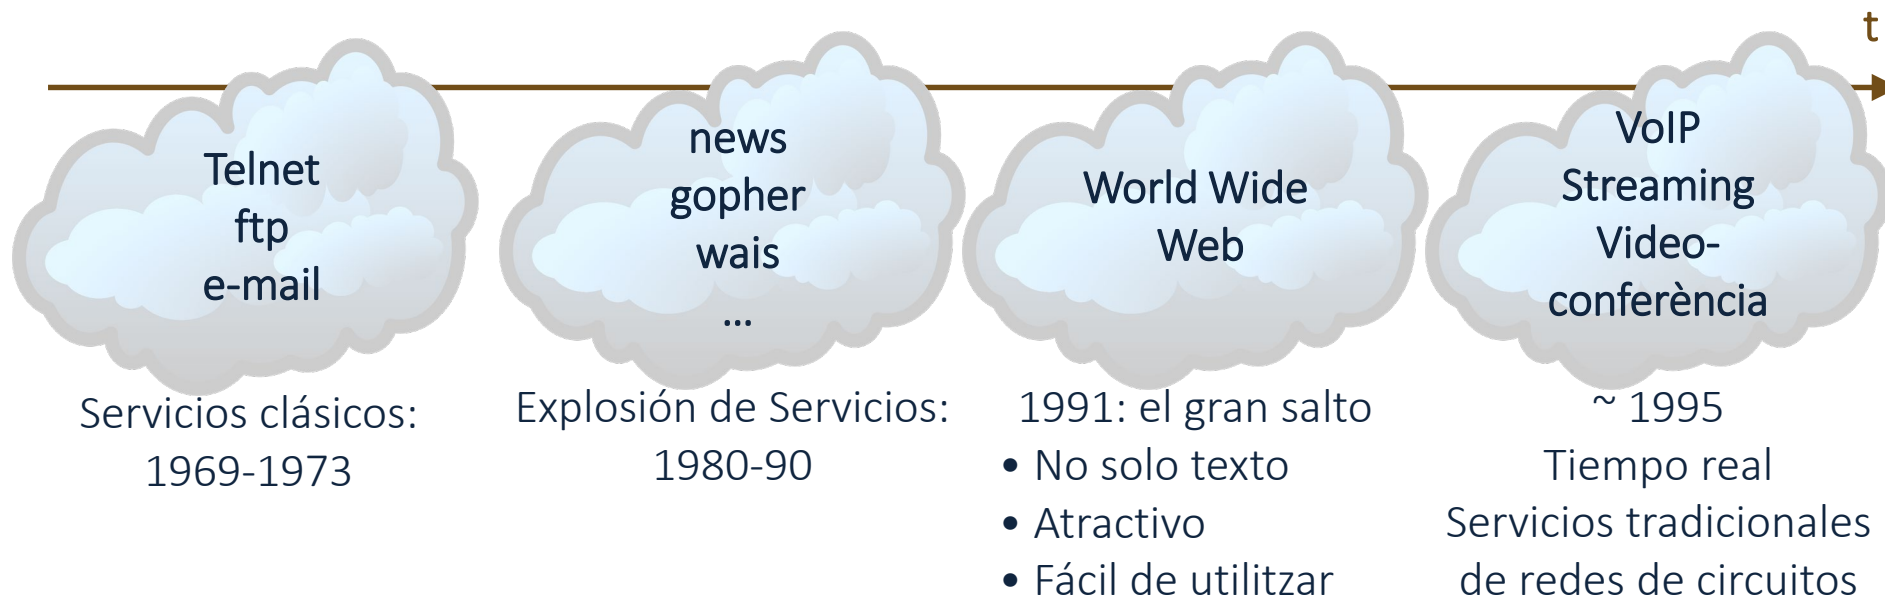 t
Telnet
ftp
e-mail
Servicios clásicos:
1969-1973
news
gopher
wais
...
Explosión de Servicios:
1980-90
World Wide
Web
1991: el gran salto
• No solo texto
• Atractivo
• Fácil de utilitzar
VoIP
Streaming
Video-
conferència
~ 1995
Tiempo real
Servicios tradicionales
de redes de circuitos